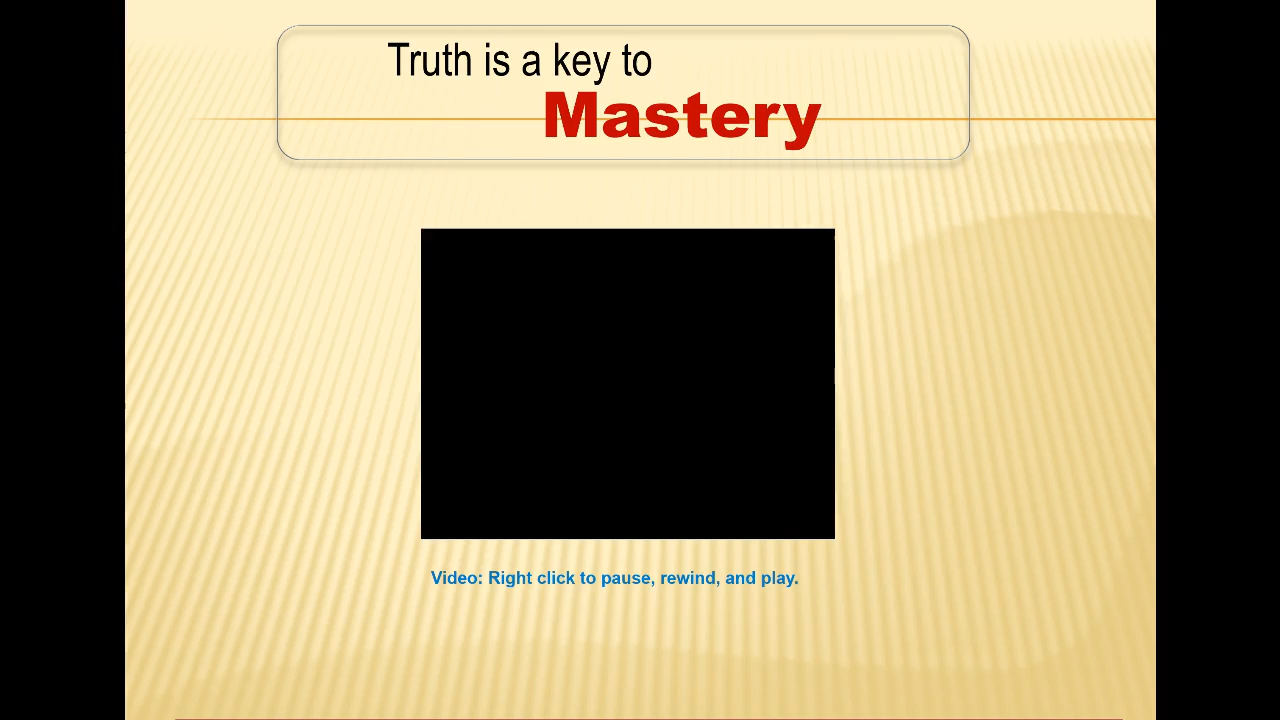 Truth is a key to
Mastery
Video: Right click to pause, rewind, and play.